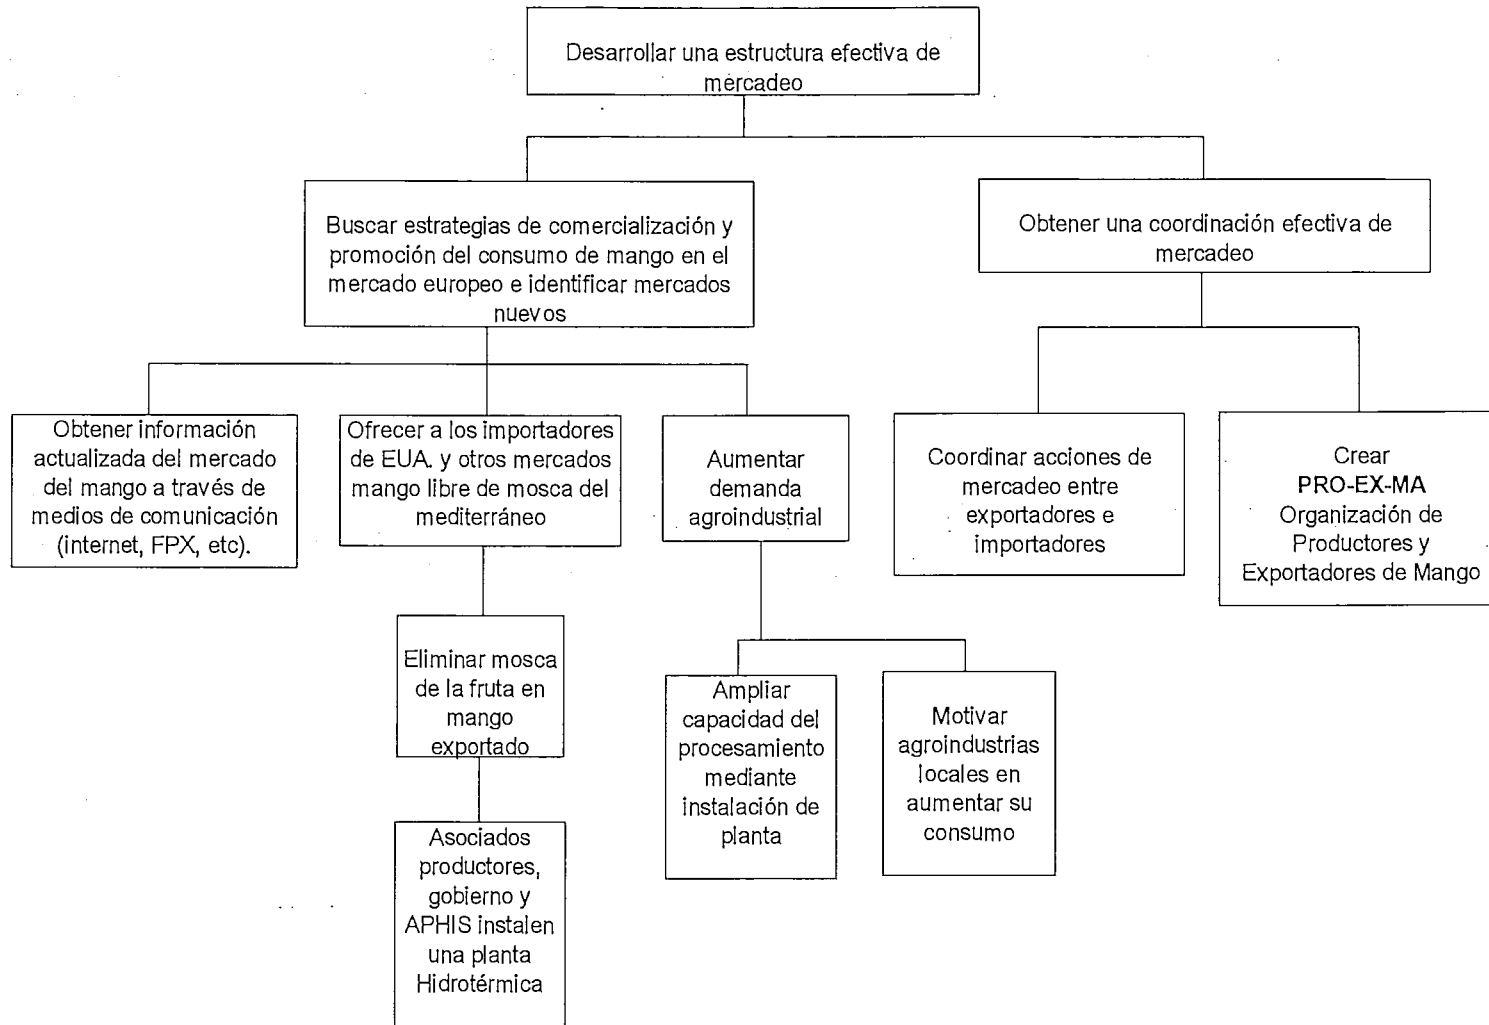 Desarrollar una estructura efectiva de
mercadeo
Buscar estrategias de comercialización y
promoción del consumo de mango en el
mercado europeo e identificar mercados
nuevos
Obtener una coordinación efectiva de
mercadeo
Obtener información
actualizada del mercado
del mango a través de
medios de comunicación
(internet, FPX, etc).
Ofrecer a los importadores
de EUA. y otros mercados
mango libre de mosca del
mediterráneo
Aumentar
demanda
agroindustrial
Coordinar acciones de
mercadeo entre
exportadores e
importadores
Crear
PRO-EX-MA
Organización de
Productores y
Exportadores de Mango
Eliminar mosca
de la fruta en
mango
exportado
Ampliar
capacidad del
procesamiento
mediante
instalación de
planta
Motivar
agroindustrias
locales en
aumentar su
consumo
Asociados
productores,
gobierno y
APHIS instalen
una planta
Hidrotérmica